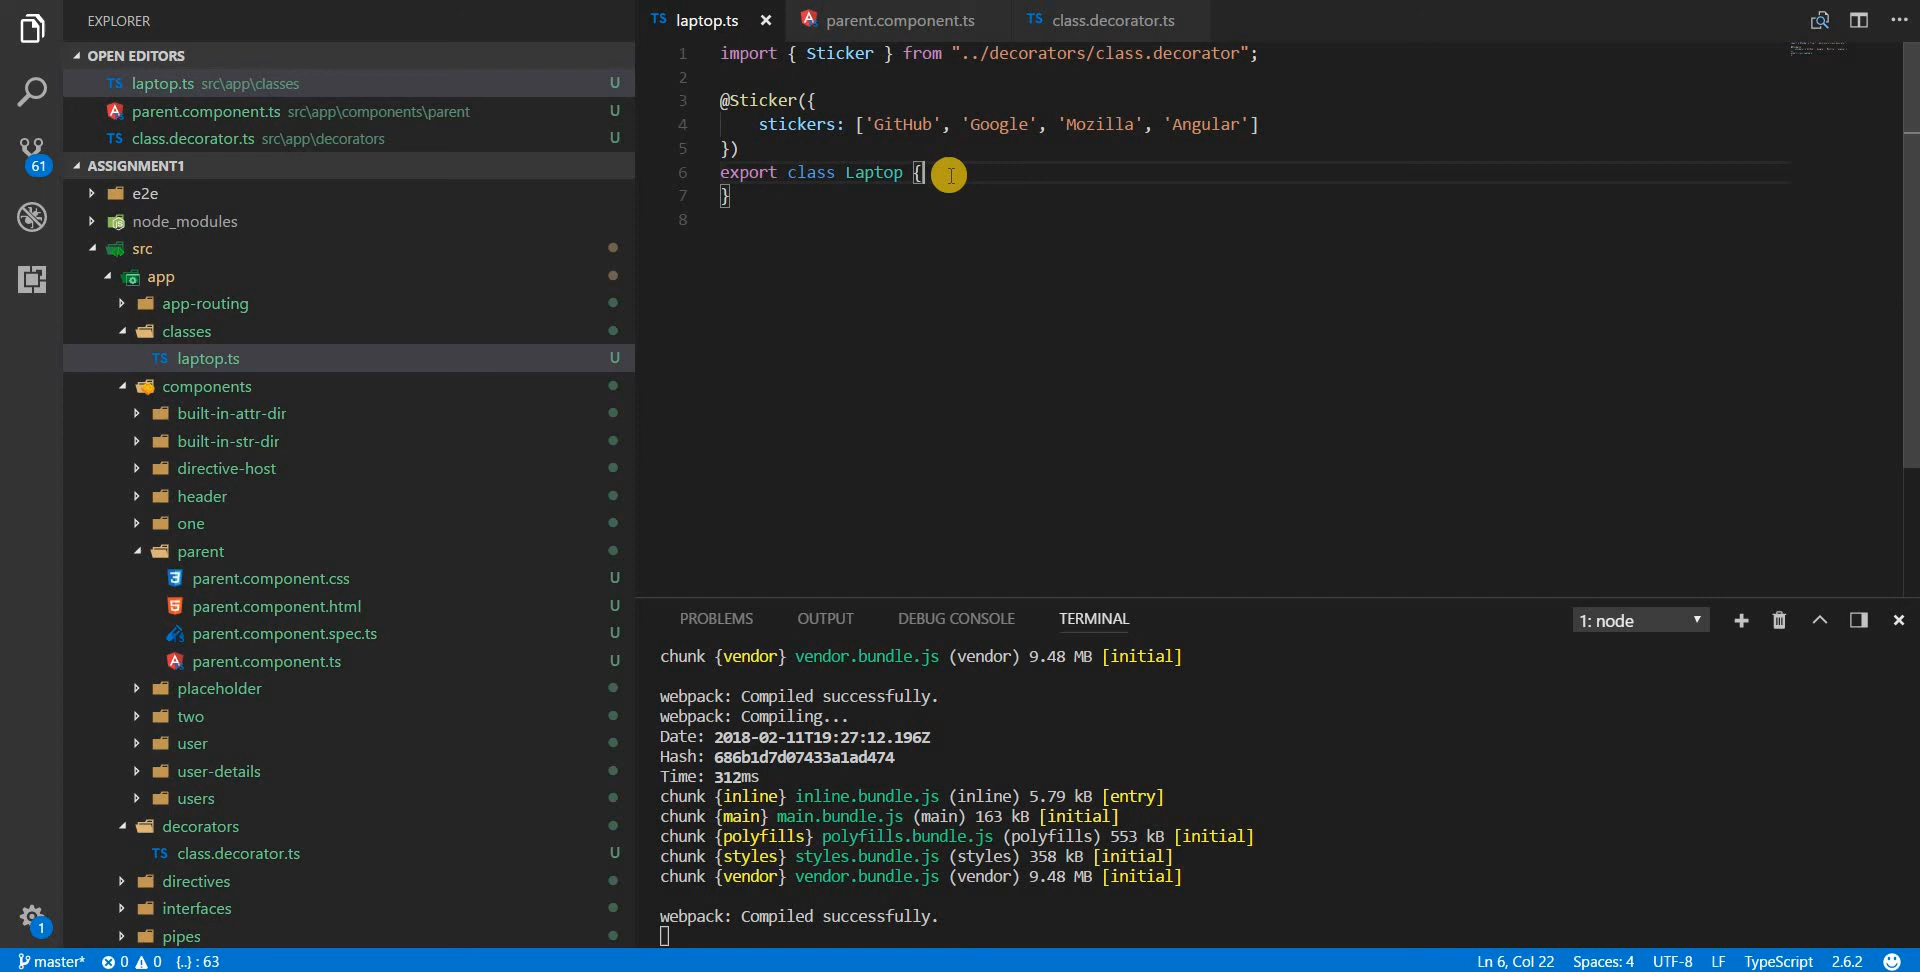 EXPLORER
OPEN EDITORS
TS laptop.ts src\app\classes U
parent.component.ts src\app\components\parent U
TS class.decorator.ts src\app\decorators U
ASSIGNMENT1
e2e
node_modules
src
app
app-routing
classes
TS laptop.ts U
components
built-in-attr-dir
built-in-str-dir
directive-host
header
one
parent
parent.component.css U
parent.component.html U
parent.component.spec.ts U
parent.component.ts U
placeholder
two
user
user-details
users
decorators
TS class.decorator.ts U
directives
interfaces
pipes
61
1
TS laptop.ts × parent.component.ts TS class.decorator.ts
1 import { Sticker } from "../decorators/class.decorator";
2
3 @Sticker({
4 stickers: ['GitHub', 'Google', 'Mozilla', 'Angular']
5 })
6 export class Laptop {
7 }
8
PROBLEMS OUTPUT DEBUG CONSOLE TERMINAL 1: node
chunk {vendor} vendor.bundle.js (vendor) 9.48 MB [initial]
webpack: Compiled successfully.
webpack: Compiling...
Date: 2018-02-11T19:27:12.196Z
Hash: 686b1d7d07433a1ad474
Time: 312ms
chunk {inline} inline.bundle.js (inline) 5.79 kB [entry]
chunk {main} main.bundle.js (main) 163 kB [initial]
chunk {polyfills} polyfills.bundle.js (polyfills) 553 kB [initial]
chunk {styles} styles.bundle.js (styles) 358 kB [initial]
chunk {vendor} vendor.bundle.js (vendor) 9.48 MB [initial]
webpack: Compiled successfully.
master* 0 0 {..} : 63 Ln 6, Col 22 Spaces: 4 UTF-8 LF TypeScript 2.6.2